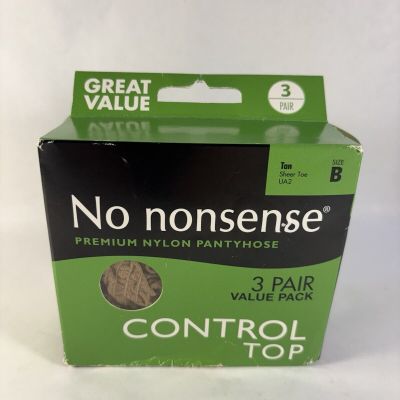 GREAT
VALUE
3
PAIR
Tan
Sheer Toe
UA2
SIZE
B
No nonsense®
PREMIUM NYLON PANTYHOSE
3 PAIR
VALUE PACK
CONTROL
TOP